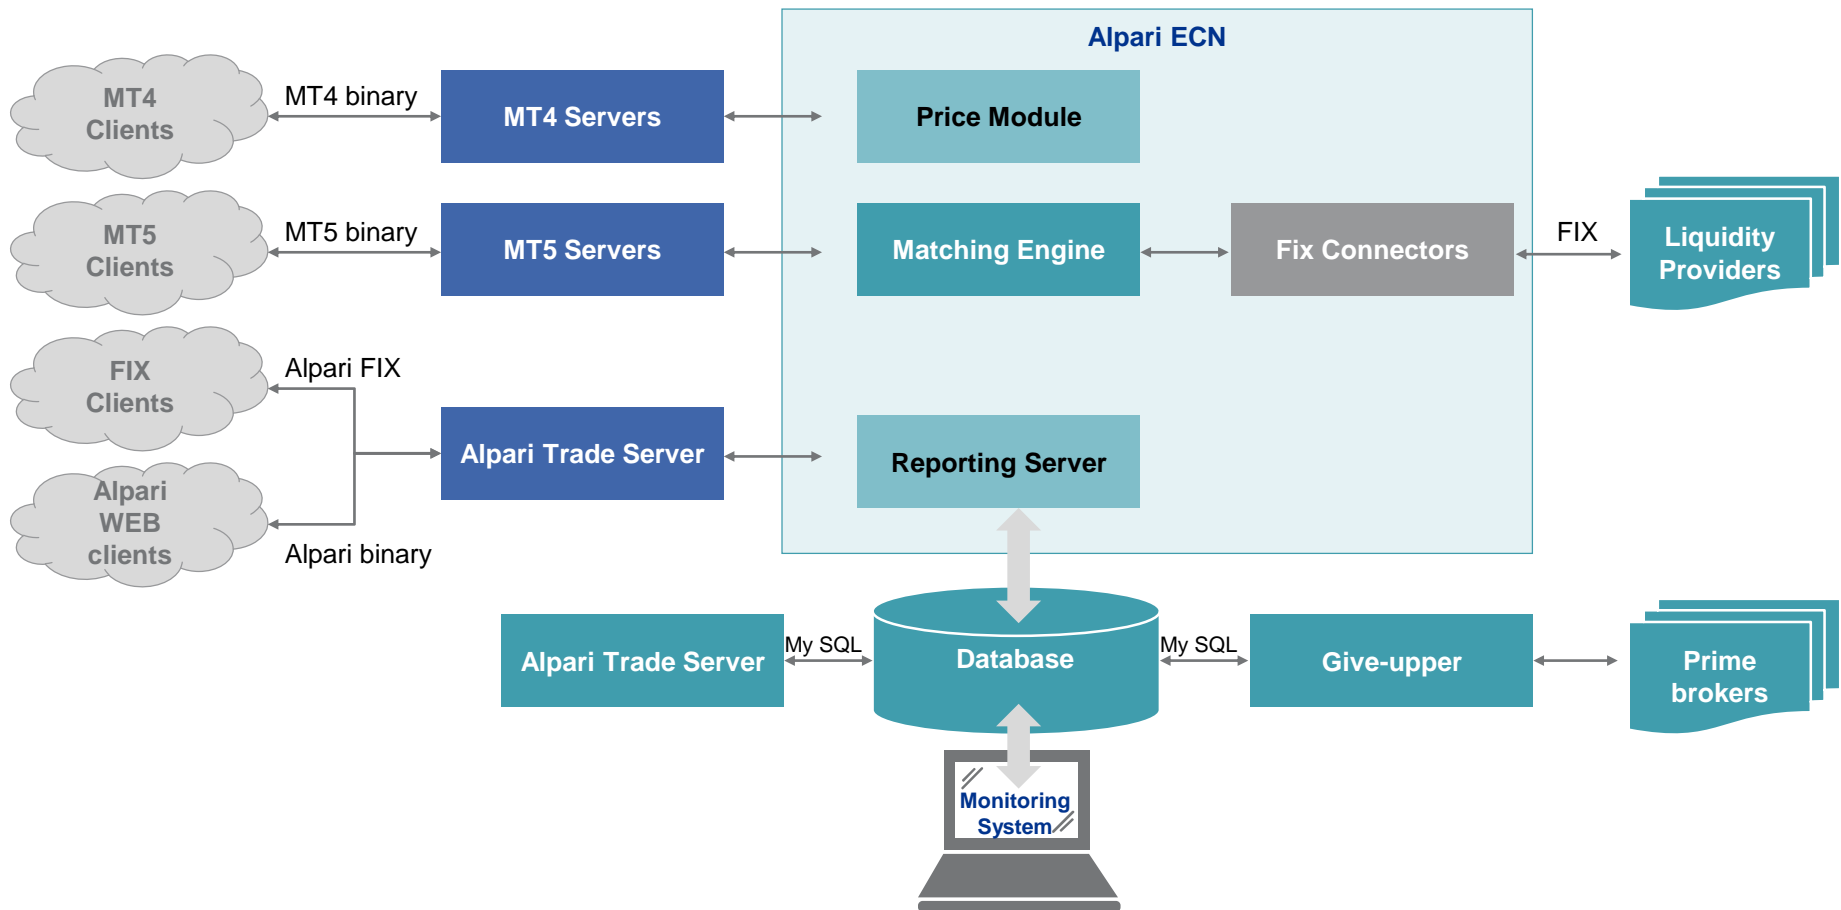 Alpari ECN
MT4
Clients
MT4 binary
MT4 Servers
Price Module
MT5
Clients
MT5 binary
MT5 Servers
Matching Engine
Fix Connectors
FIX
Liquidity
Providers
FIX
Clients
Alpari FIX
Alpari Trade Server
Reporting Server
Alpari
WEB
clients
Alpari binary
Alpari Trade Server
My SQL
Database
My SQL
Give-upper
Prime
brokers
Monitoring
System